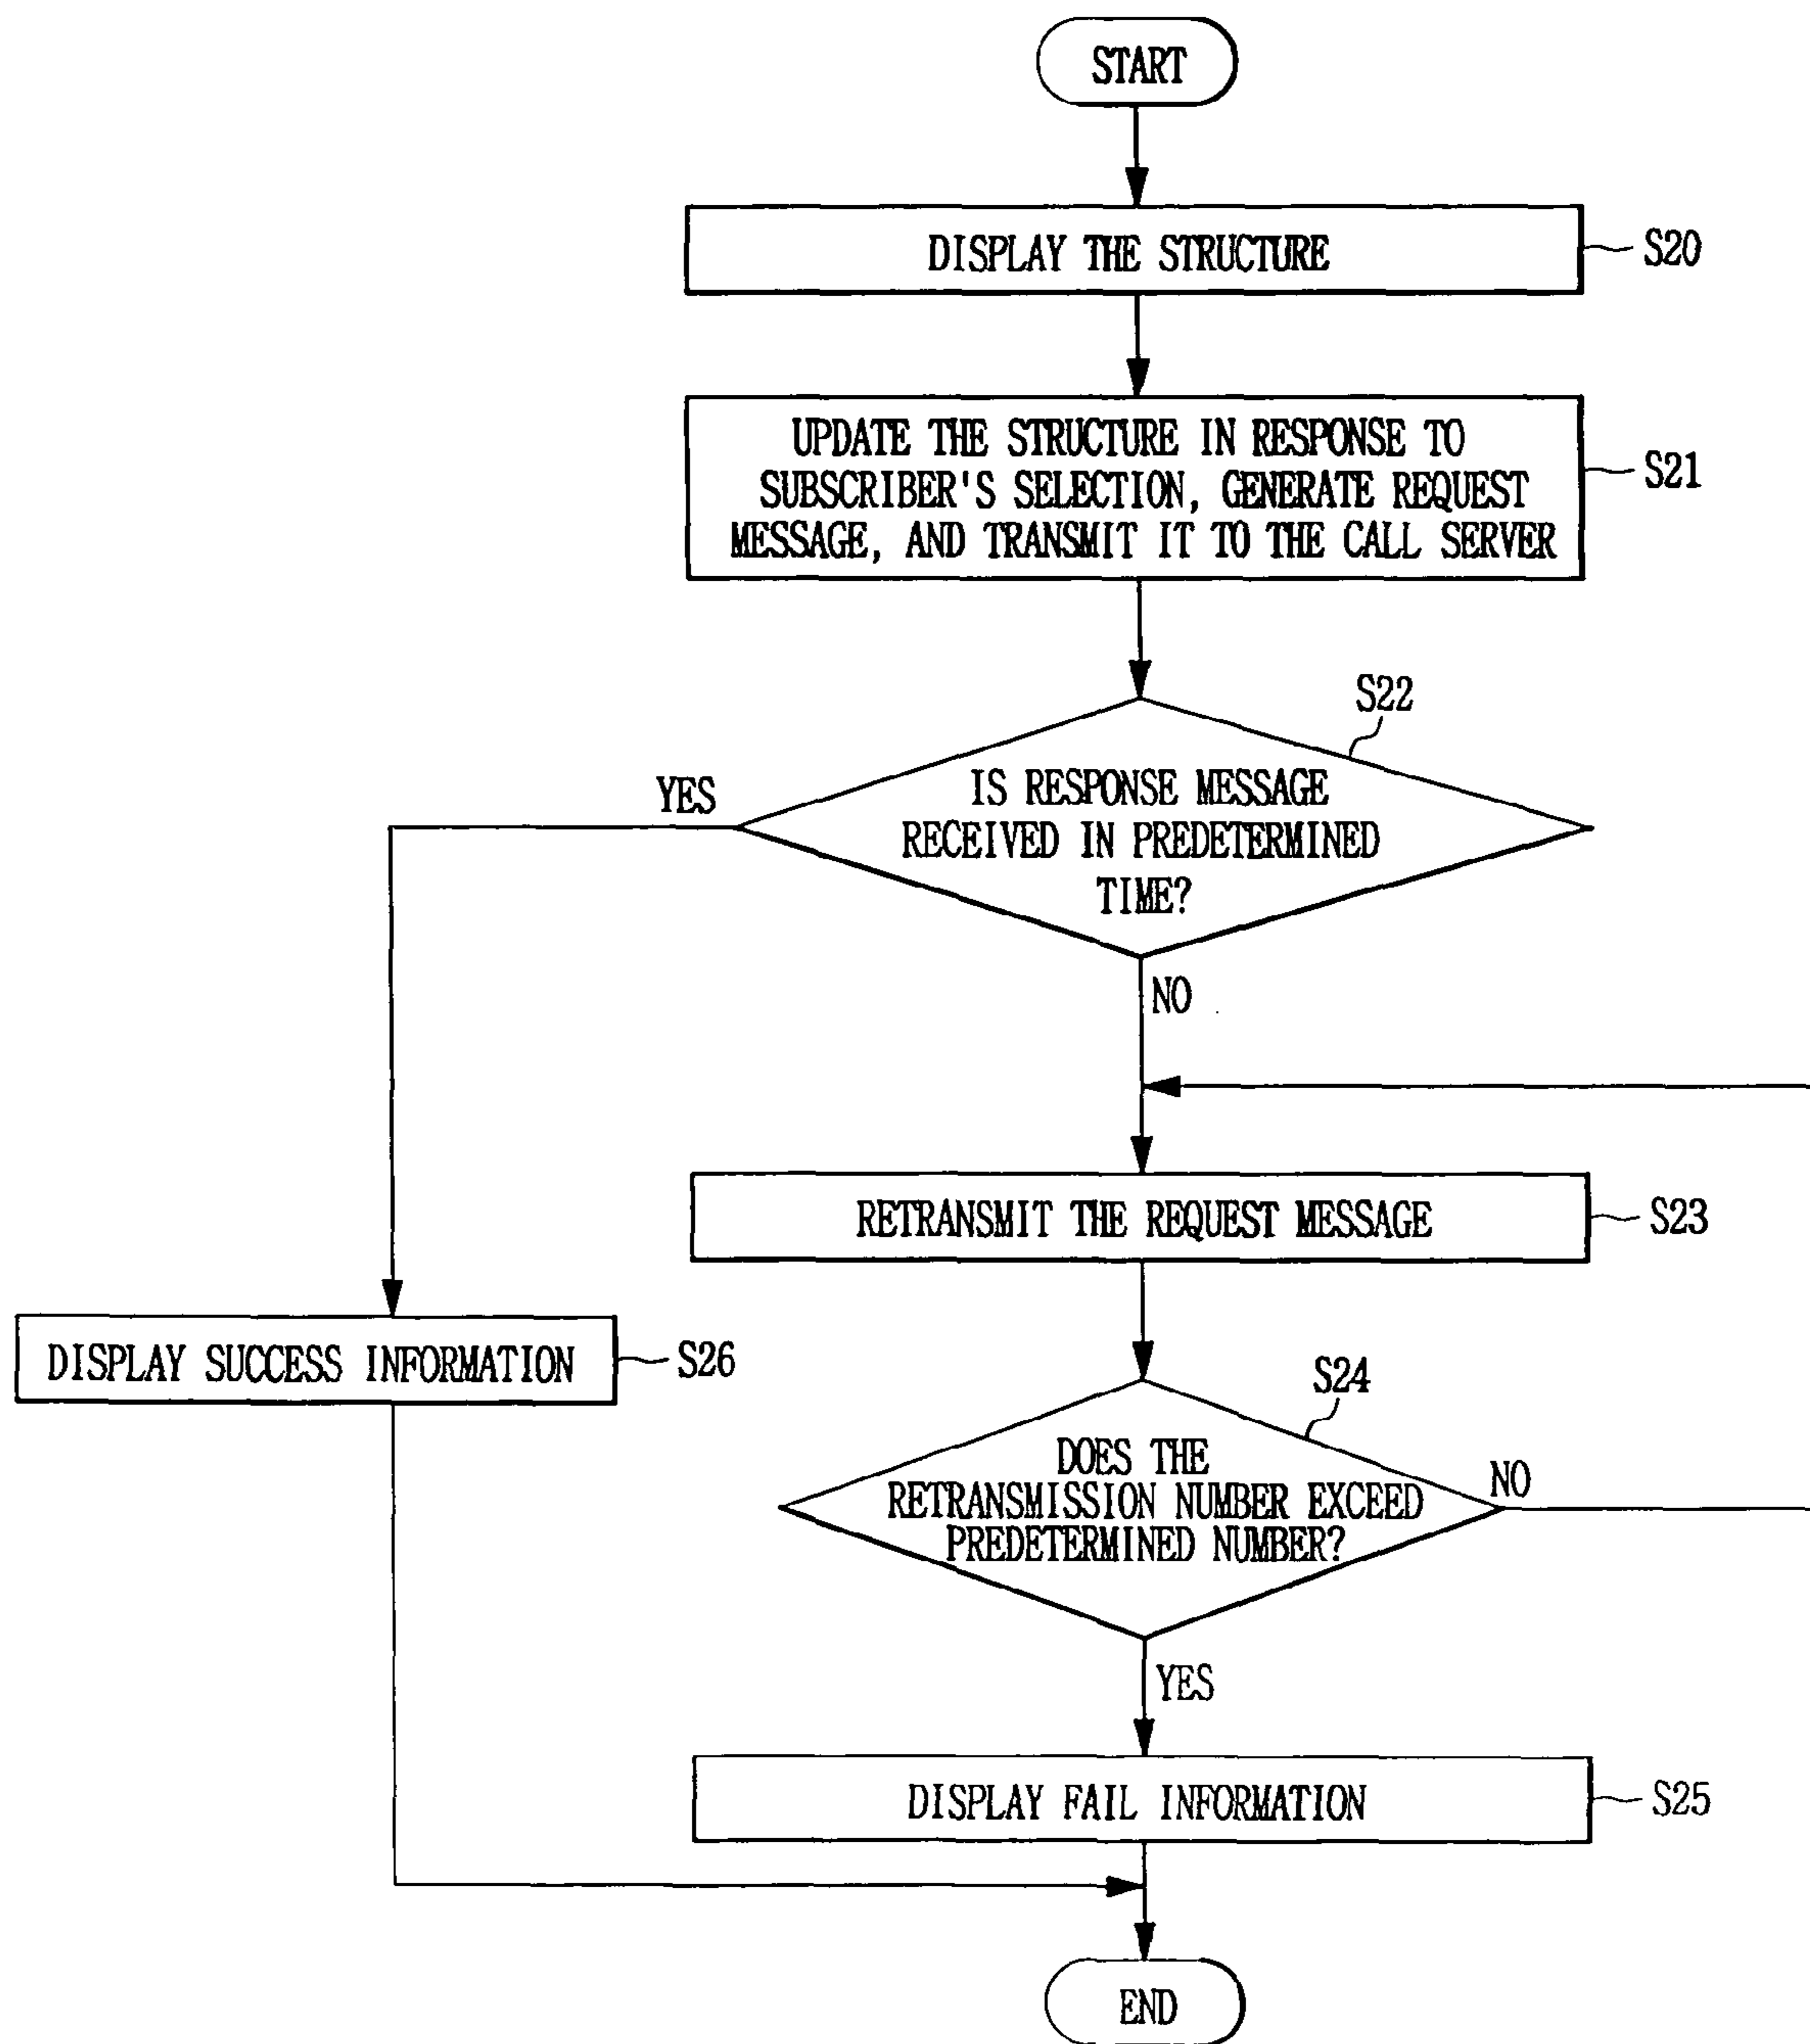 START
DISPLAY THE STRUCTURE
S20
UPDATE THE STRUCTURE IN RESPONSE TO
SUBSCRIBER'S SELECTION, GENERATE REQUEST
MESSAGE, AND TRANSMIT IT TO THE CALL SERVER
S21
S22
IS RESPONSE MESSAGE
RECEIVED IN PREDETERMINED
TIME?
YES
NO
RETRANSMIT THE REQUEST MESSAGE
S23
DISPLAY SUCCESS INFORMATION
S26
S24
DOES THE
RETRANSMISSION NUMBER EXCEED
PREDETERMINED NUMBER?
NO
YES
DISPLAY FAIL INFORMATION
S25
END